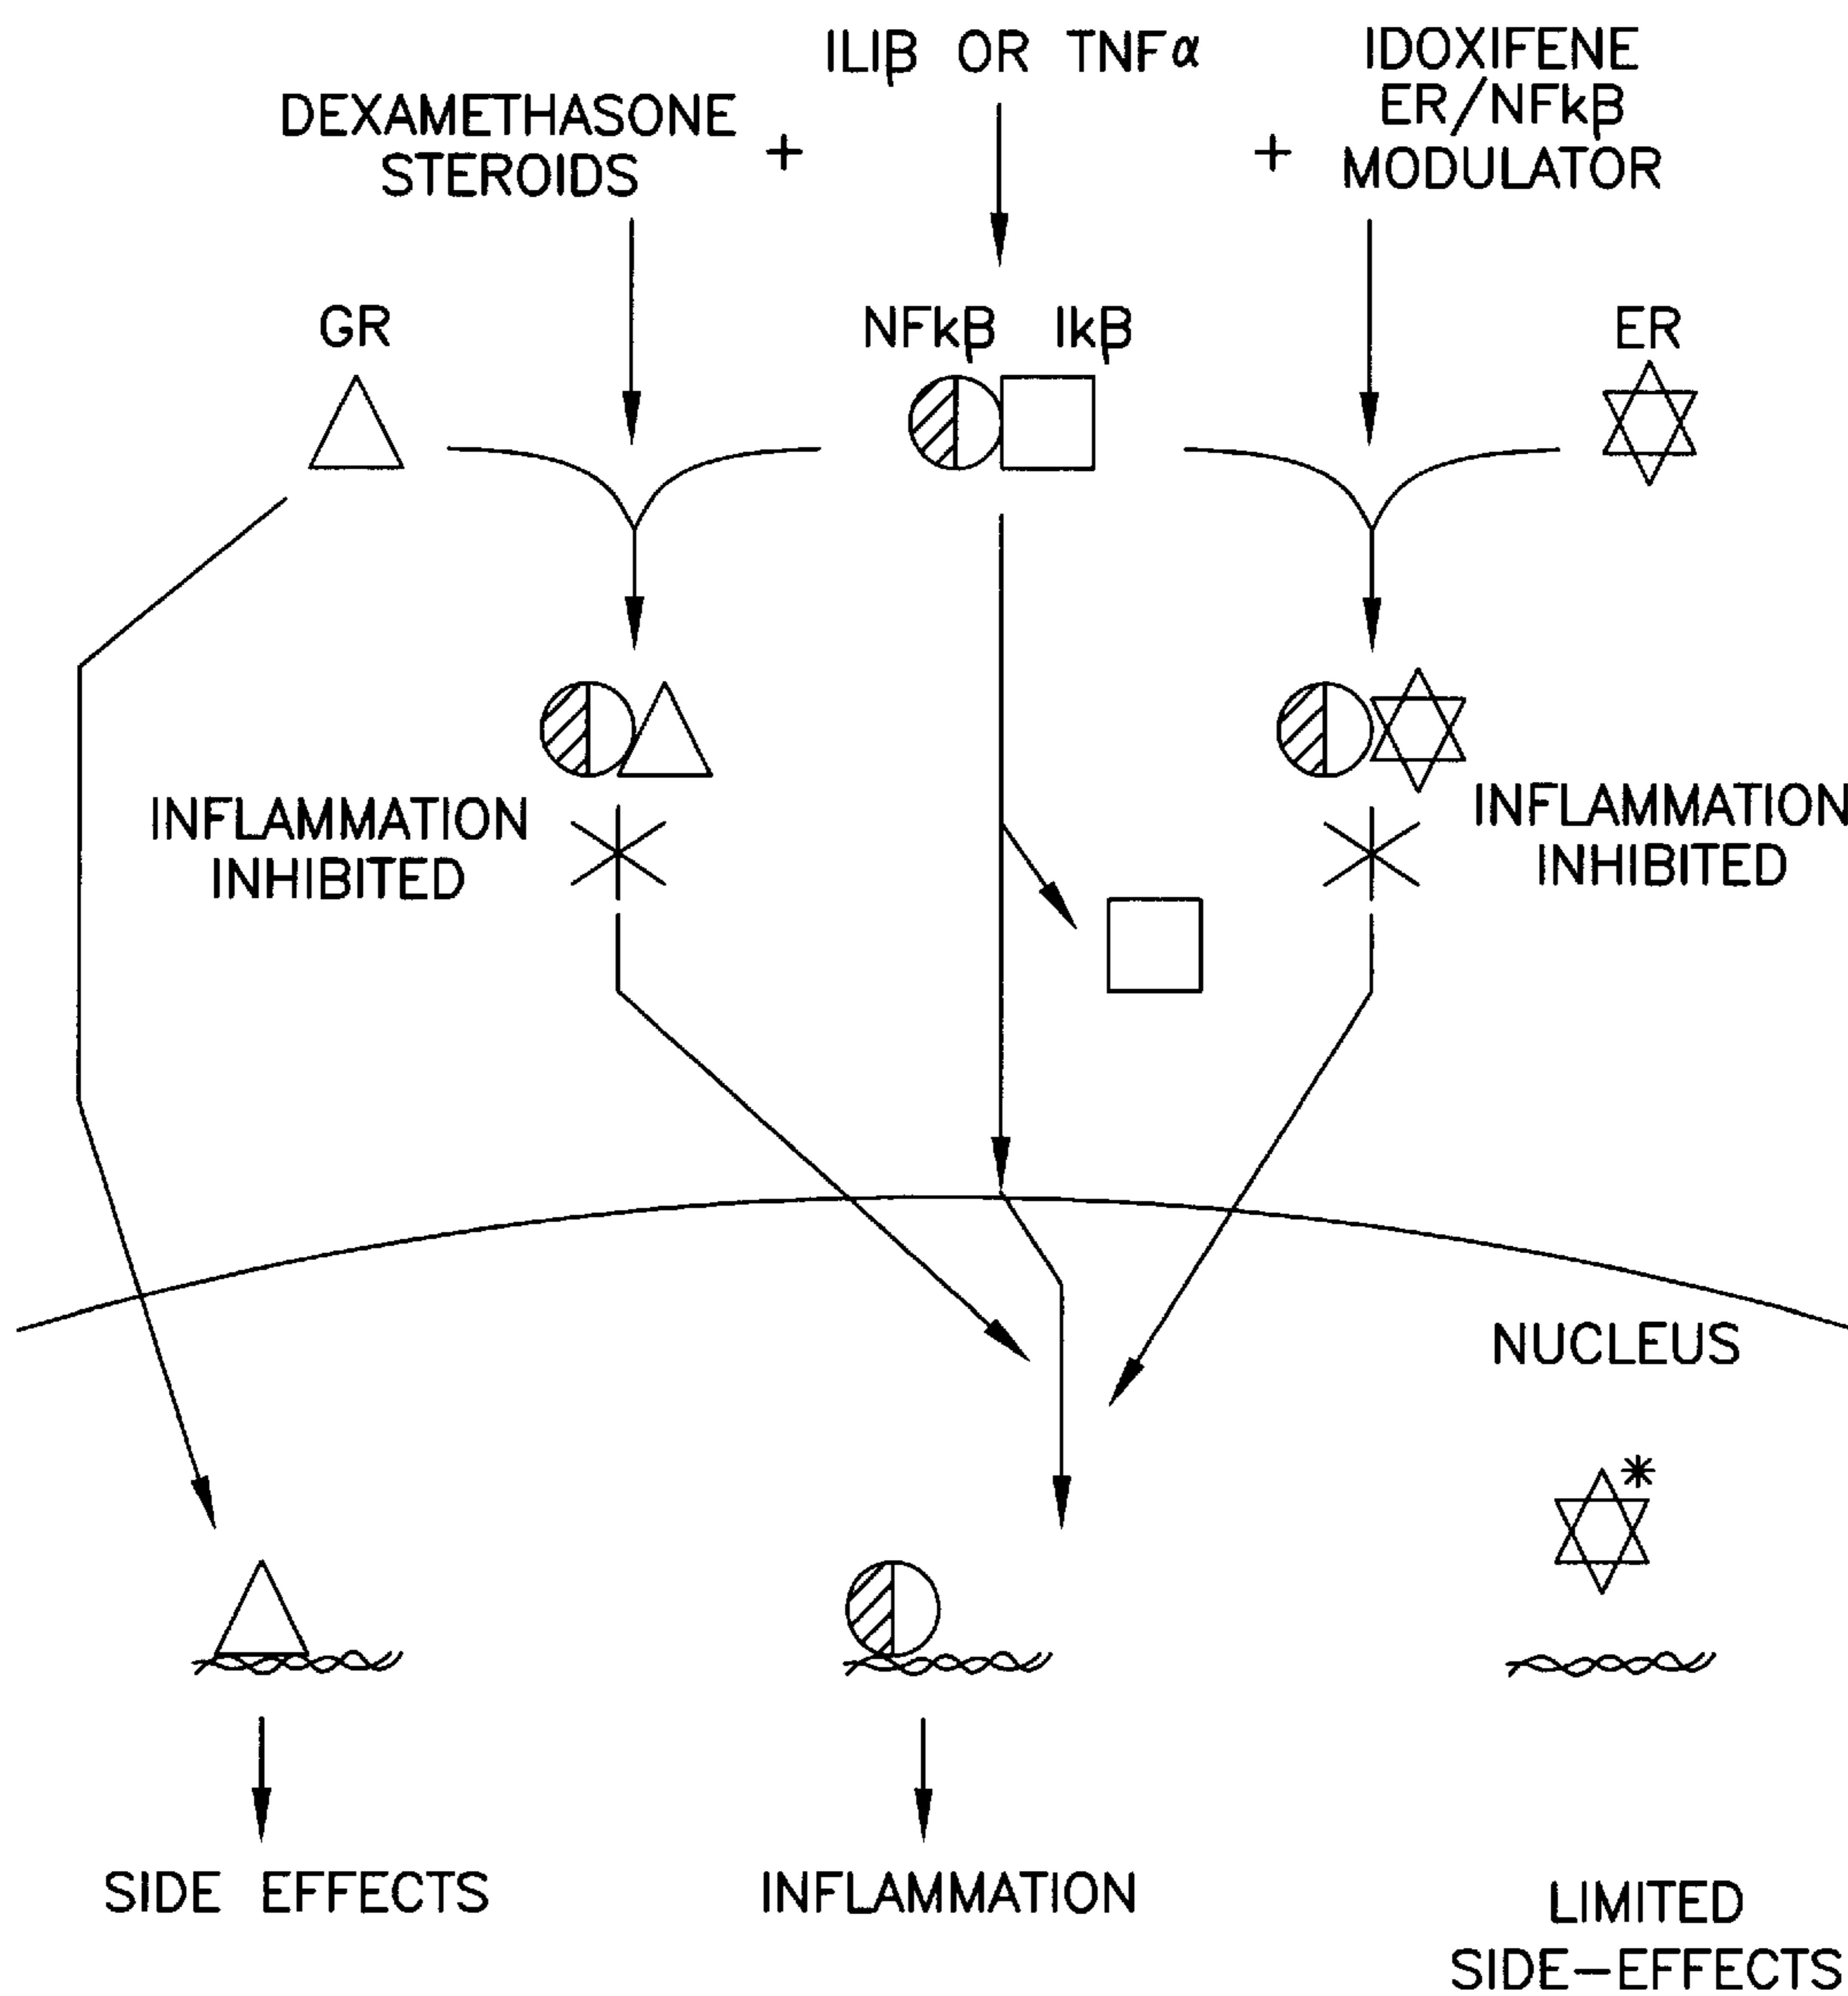 ILIβ OR TNFα
DEXAMETHASONE
STEROIDS
+
+
IDOXIFENE
ER/NFkβ
MODULATOR
GR
NFkβ Ikβ
ER
INFLAMMATION
INHIBITED
INFLAMMATION
INHIBITED
NUCLEUS
*
SIDE EFFECTS
INFLAMMATION
LIMITED
SIDE-EFFECTS